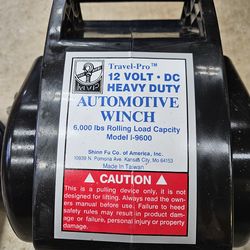 Travel-Pro™
MVP
12 VOLT • DC
HEAVY DUTY
AUTOMOTIVE
WINCH
6,000 lbs Rolling Load Capcity
Model I-9600
Shinn Fu Co. of America, Inc.
10939 N. Pomona Ave. Kansas City, Mo 64153
Made In Taiwan
CAUTION
This is a pulling device only, it is not
designed for lifting. Always read the own-
ers manual before use. Failure to heed
safety rules may result in product dam-
age or failure, personal injury or property
damage.